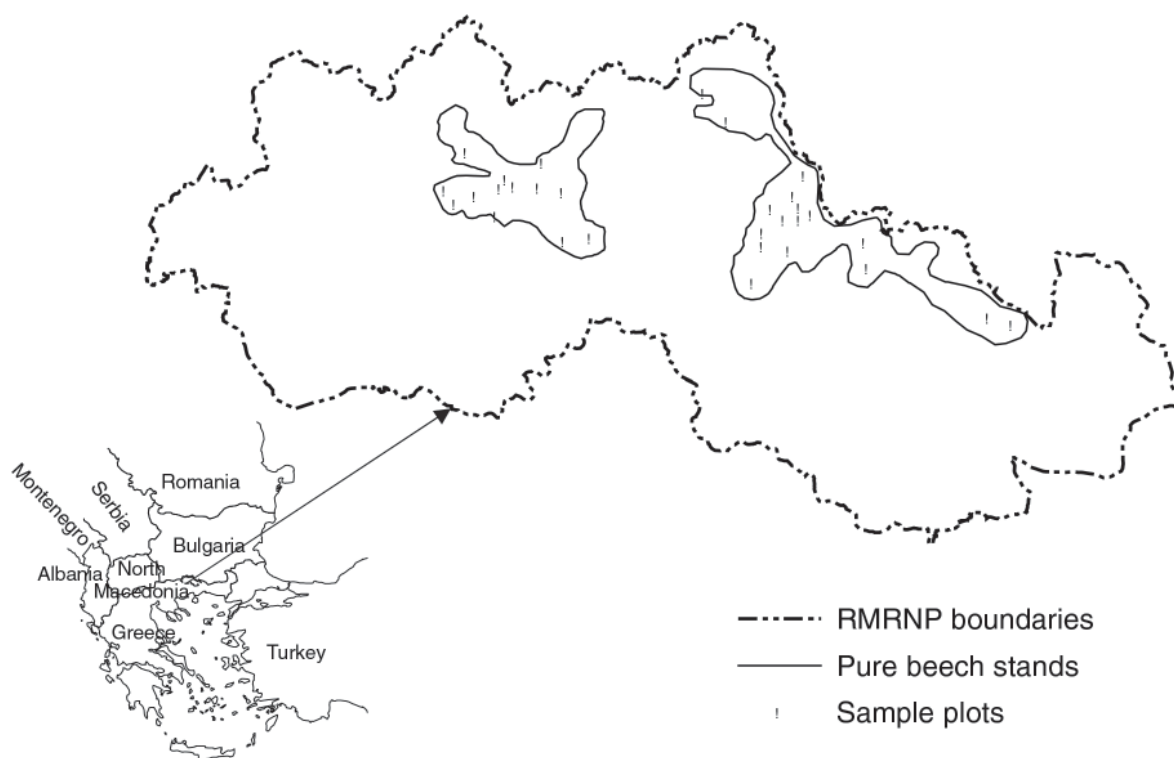 Romania
Serbia
Montenegro
Bulgaria
Albania
North
Macedonia
Greece
Turkey
RMRNP boundaries
Pure beech stands
Sample plots